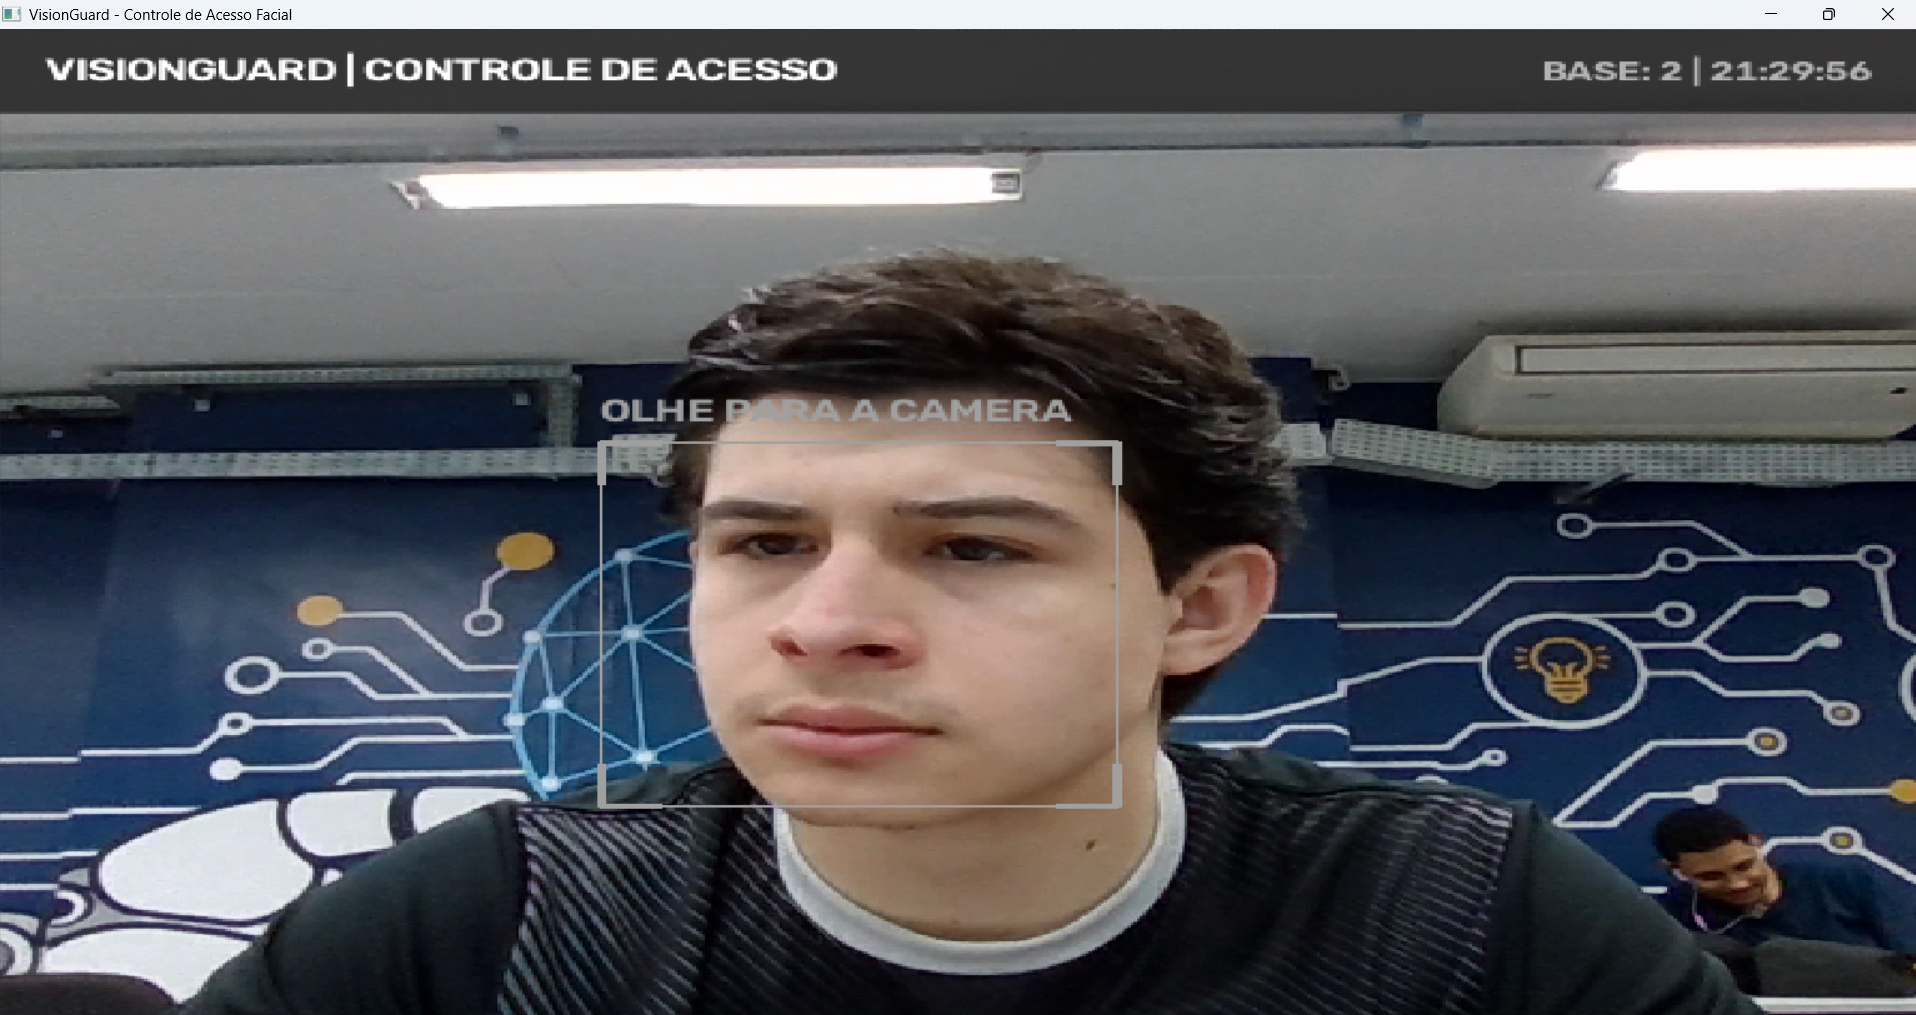 VisionGuard - Controle de Acesso Facial
VISIONGUARD | CONTROLE DE ACESSO
BASE: 2 | 21:29:56
OLHE PARA A CAMERA